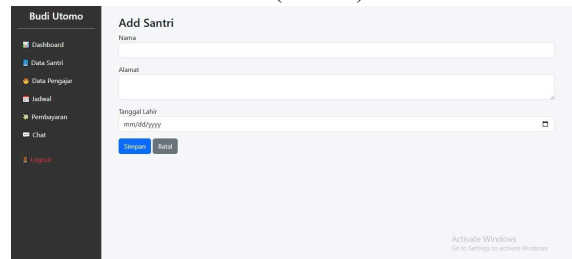 Budi Utomo
Dashboard
Data Santri
Data Pengajar
Jadwal
Pembayaran
Chat
Logout
Add Santri
Nama
Alamat
Tanggal Lahir
mm/dd/yyyy
Simpan Batal
Activate Windows
Go to Settings to activate Windows.